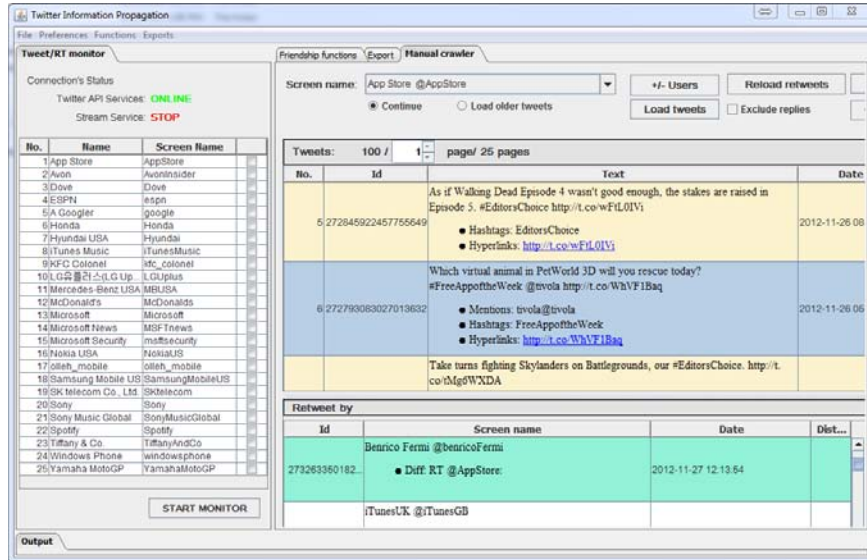 Twitter Information Propagation
File Preferences Functions Exports
Tweet/RT monitor
Connection's Status
Twitter API Services: ONLINE
Stream Service: STOP
No. Name Screen Name
1 App Store AppStore
2 Avon AvonInsider
3 Dove Dove
4 ESPN espn
5 A Googler google
6 Honda Honda
7 Hyundai USA Hyundai
8 iTunes Music iTunesMusic
9 KFC Colonel kfc_colonel
10 LG유플러스(LG Up... LGUplus
11 Mercedes-Benz USA MBUSA
12 McDonald's McDonalds
13 Microsoft Microsoft
14 Microsoft News MSFTnews
15 Microsoft Security msftsecurity
16 Nokia USA NokiaUS
17 olleh_mobile olleh_mobile
18 Samsung Mobile US SamsungMobileUS
19 SK telecom Co., Ltd. SKtelecom
20 Sony Sony
21 Sony Music Global SonyMusicGlobal
22 Spotify Spotify
23 Tiffany & Co. TiffanyAndCo
24 Windows Phone windowsphone
25 Yamaha MotoGP YamahaMotoGP
START MONITOR
Friendship functions Export Manual crawler
Screen name: App Store @AppStore +/- Users Reload retweets
Continue Load older tweets Load tweets Exclude replies
Tweets: 100 / 1 page/ 25 pages
No. Id Text Date
As if Walking Dead Episode 4 wasn't good enough, the stakes are raised in
Episode 5. #EditorsChoice http://t.co/wFtL0IVi
5 272845922457755649 2012-11-26 08
● Hashtags: EditorsChoice
● Hyperlinks: http://t.co/wFtL0IVi
Which virtual animal in PetWorld 3D will you rescue today?
#FreeAppoftheWeek @tivola http://t.co/WhVF1Baq
6 272793083027013632 2012-11-26 05
● Mentions: tivola@tivola
● Hashtags: FreeAppoftheWeek
● Hyperlinks: http://t.co/WhVF1Baq
Take turns fighting Skylanders on Battlegrounds, our #EditorsChoice. http://t.
co/tMg6WXDA
Retweet by
Id Screen name Date Dist...
Benrico Fermi @benricoFermi
273263350182... ● Diff: RT @AppStore: 2012-11-27 12:13:54
iTunesUK @iTunesGB
Output